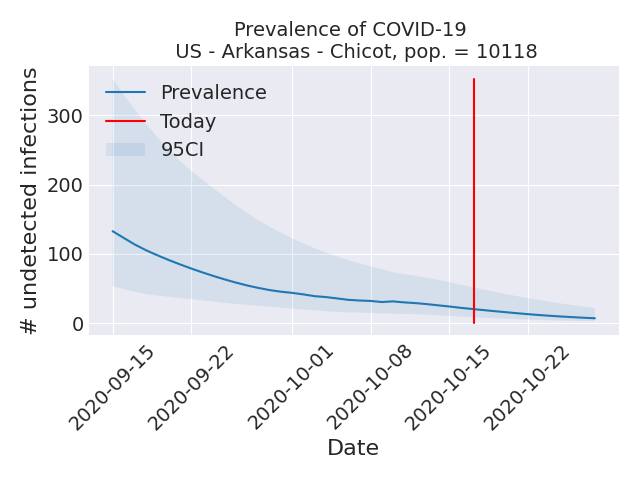 Prevalence of COVID-19
US - Arkansas - Chicot, pop. = 10118
# undetected infections
300
200
100
0
Prevalence
Today
95CI
2020-09-15
2020-09-22
2020-10-01
2020-10-08
2020-10-15
2020-10-22
Date